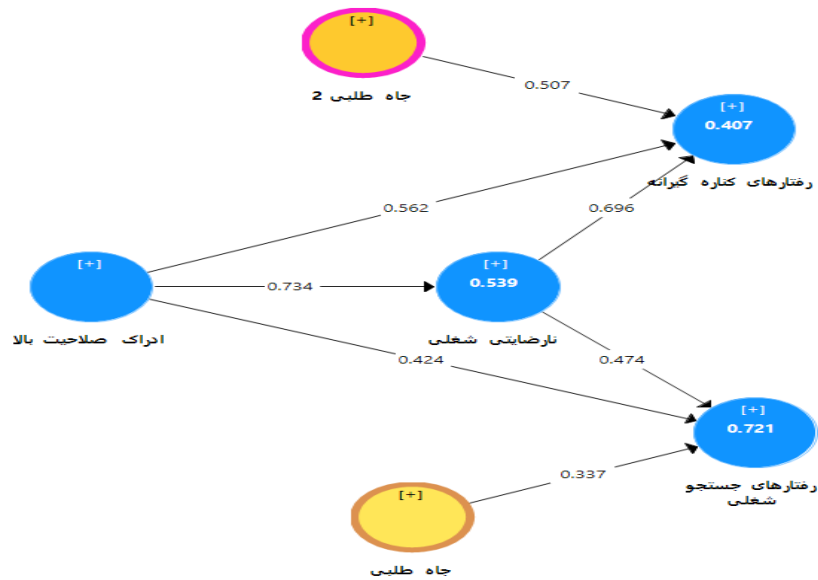 [+]
جاه طلبی 2
0.507
[+]
0.407
رفتارهای کناره گیرانه
0.562
0.696
[+]
ادراک صلاحیت بالا
0.734
[+]
0.539
نارضایتی شغلی
0.424
0.474
[+]
0.721
رفتارهای جستجو
شغلی
0.337
[+]
جاه طلبی